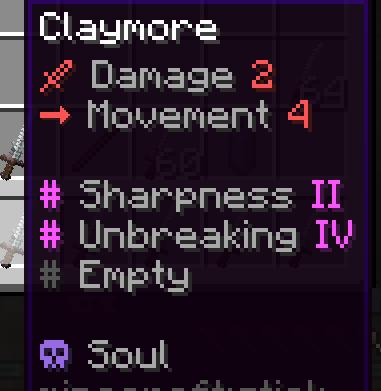 Claymore
Damage 2
Movement 4
# Sharpness II
# Unbreaking IV
# Empty
Soul